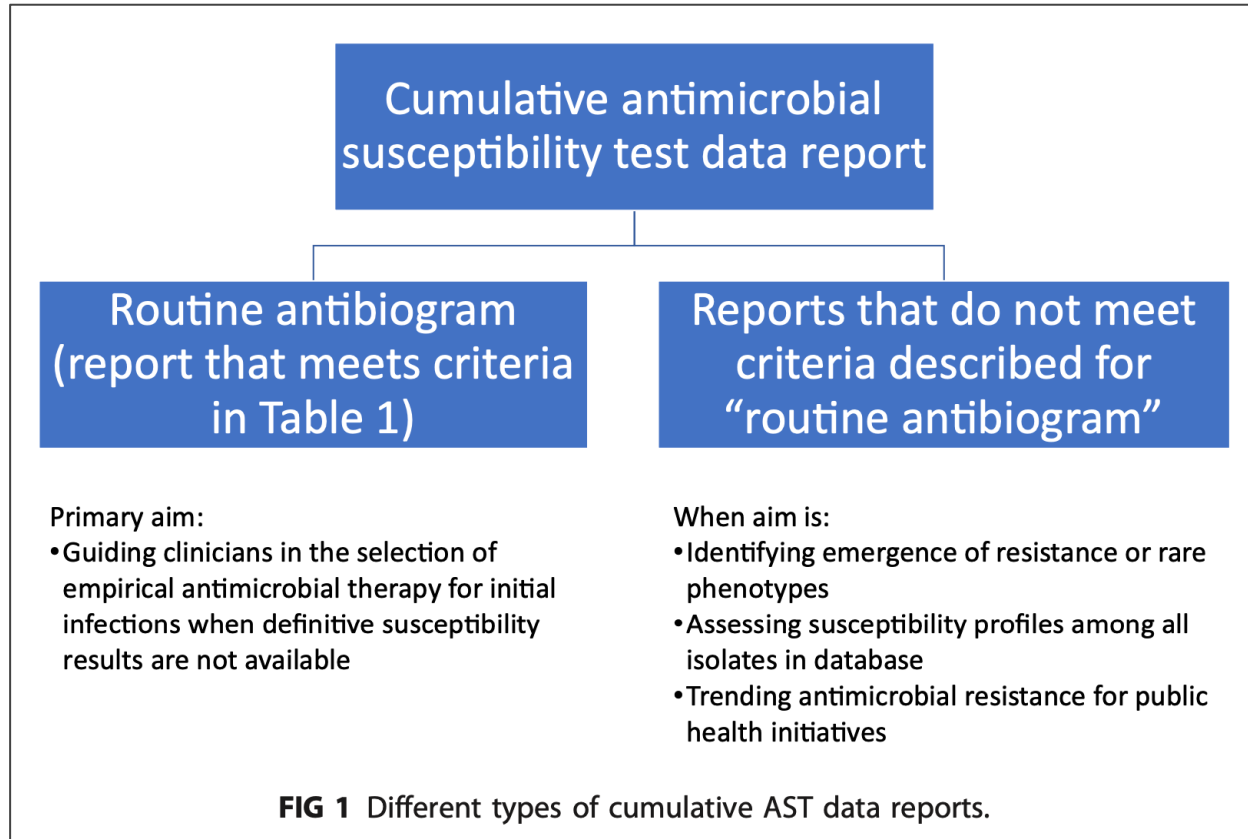 Cumulative antimicrobial
susceptibility test data report
Routine antibiogram
(report that meets criteria
in Table 1)
Reports that do not meet
criteria described for
“routine antibiogram”
Primary aim:
•Guiding clinicians in the selection of
empirical antimicrobial therapy for initial
infections when definitive susceptibility
results are not available
When aim is:
•Identifying emergence of resistance or rare
phenotypes
•Assessing susceptibility profiles among all
isolates in database
•Trending antimicrobial resistance for public
health initiatives
FIG 1 Different types of cumulative AST data reports.